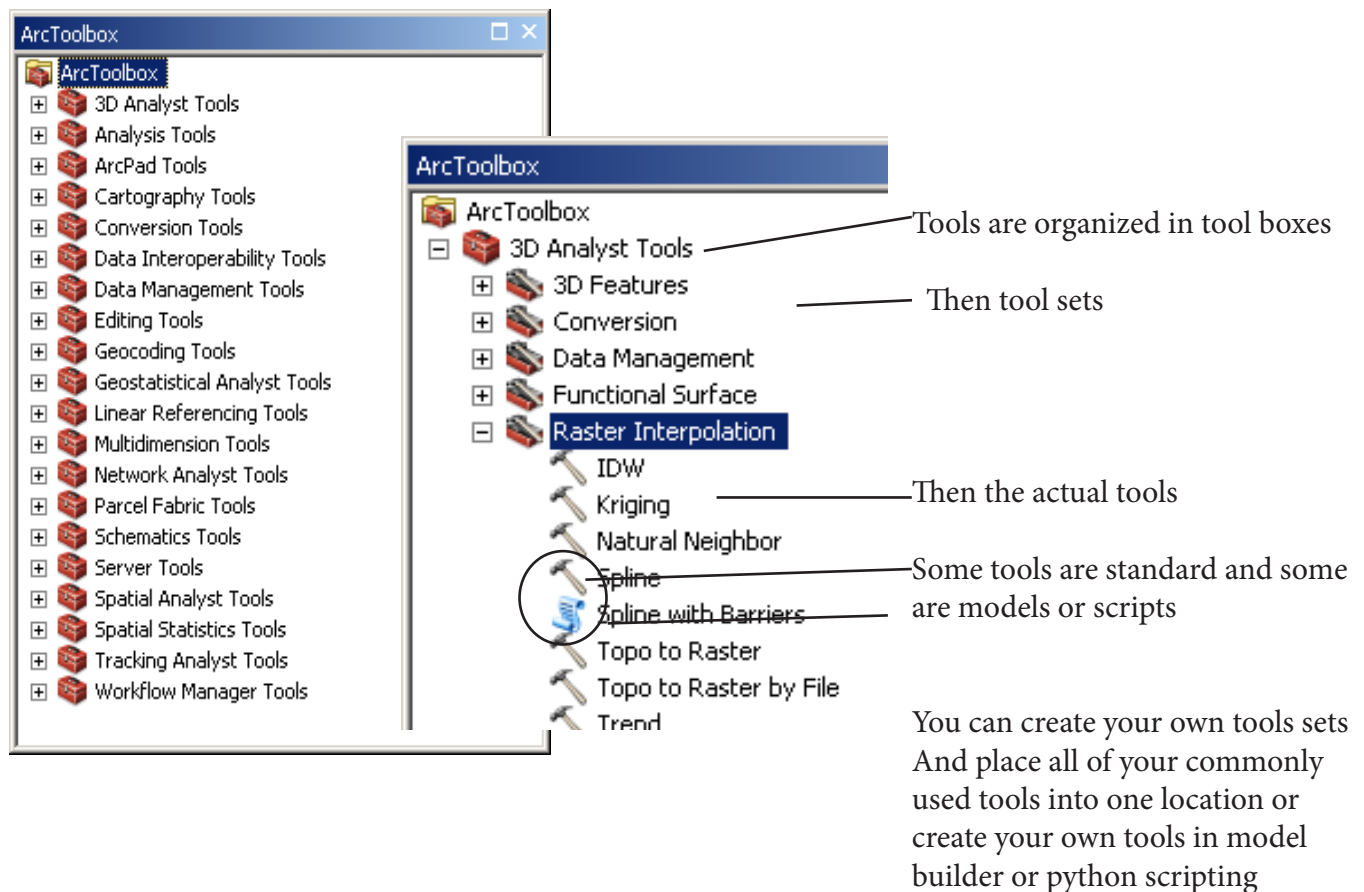 ArcToolbox
ArcToolbox
3D Analyst Tools
Analysis Tools
ArcPad Tools
Cartography Tools
Conversion Tools
Data Interoperability Tools
Data Management Tools
Editing Tools
Geocoding Tools
Geostatistical Analyst Tools
Linear Referencing Tools
Multidimension Tools
Network Analyst Tools
Parcel Fabric Tools
Schematics Tools
Server Tools
Spatial Analyst Tools
Spatial Statistics Tools
Tracking Analyst Tools
Workflow Manager Tools
ArcToolbox
ArcToolbox
3D Analyst Tools
3D Features
Conversion
Data Management
Functional Surface
Raster Interpolation
IDW
Kriging
Natural Neighbor
Spline
Spline with Barriers
Topo to Raster
Topo to Raster by File
Trend
Tools are organized in tool boxes
Then tool sets
Then the actual tools
Some tools are standard and some
are models or scripts
You can create your own tools sets
And place all of your commonly
used tools into one location or
create your own tools in model
builder or python scripting